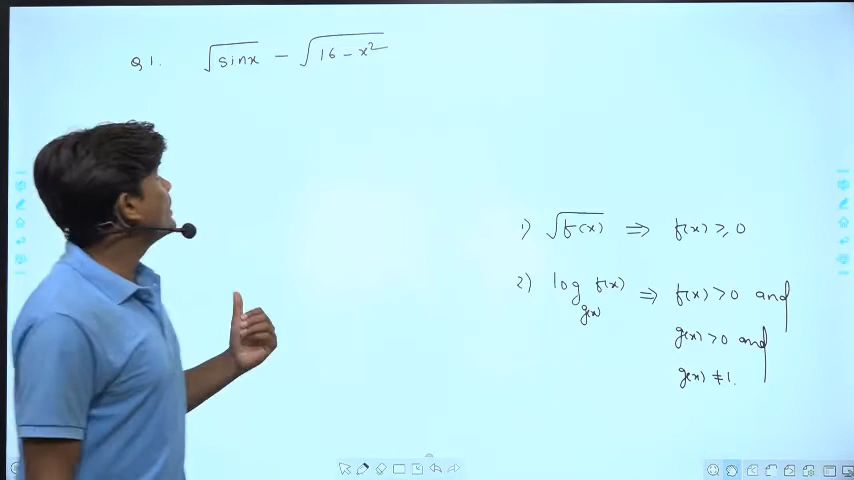 Q 1. √sinx - √16-x²
1) √f(x) ⇒ f(x) ≥ 0
2) log g(x) f(x) ⇒ f(x) > 0 and
g(x) > 0 and
g(x) ≠ 1.